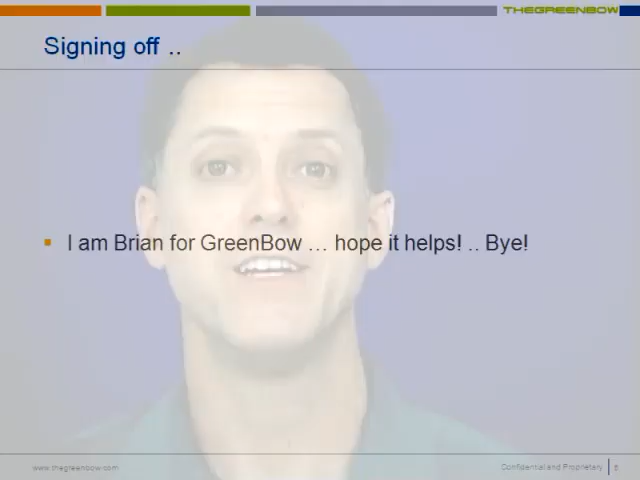 THEGREENBOW
Signing off ..
I am Brian for GreenBow ... hope it helps! .. Bye!
www.thegreenbow.com
Confidential and Proprietary